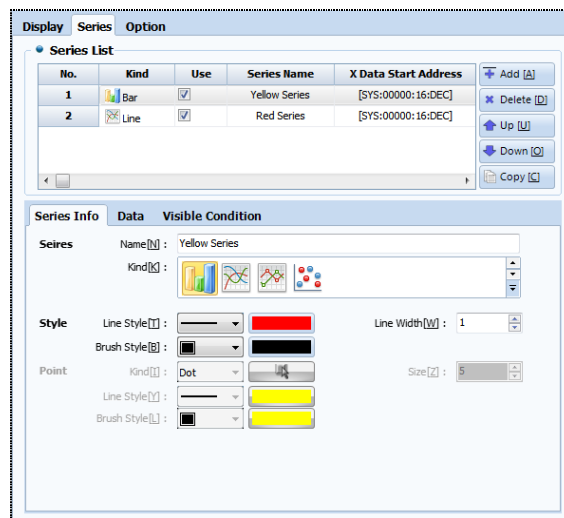 Display Series Option
Series List
No. Kind Use Series Name X Data Start Address
1 Bar Yellow Series [SYS:00000:16:DEC]
2 Line Red Series [SYS:00000:16:DEC]
Add [A]
Delete [D]
Up [U]
Down [O]
Copy [C]
Series Info Data Visible Condition
Seires Name[N] : Yellow Series
Kind[K] :
Style Line Style[T] : Line Width[W] : 1
Brush Style[B] :
Point Kind[I] : Dot Size[Z] : 5
Line Style[Y] :
Brush Style[L] :